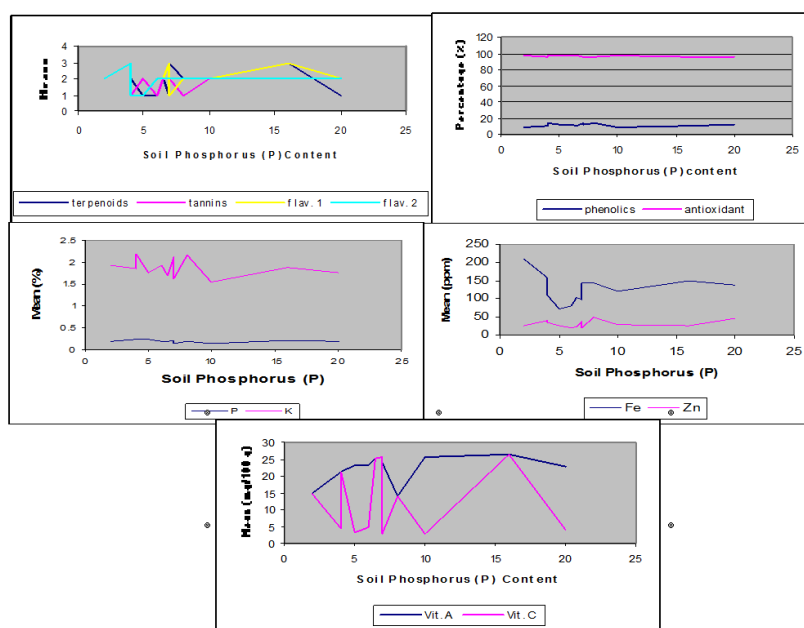 Mean
4
3
2
1
0
0 5 10 15 20 25
Soil Phosphorus (P) Content
terpenoids tannins flav. 1 flav. 2
Percentage (%)
120
100
80
60
40
20
0
0 5 10 15 20 25
Soil Phosphorus (P) content
phenolics antioxidant
Mean (%)
2.5
2
1.5
1
0.5
0
0 5 10 15 20 25
Soil Phosphorus (P)
P K
Mean (ppm)
250
200
150
100
50
0
0 5 10 15 20 25
Soil Phosphorus (P)
Fe Zn
Mean (mg/100 g)
30
25
20
15
10
5
0
0 5 10 15 20 25
Soil Phosphorus (P) Content
Vit. A Vit. C